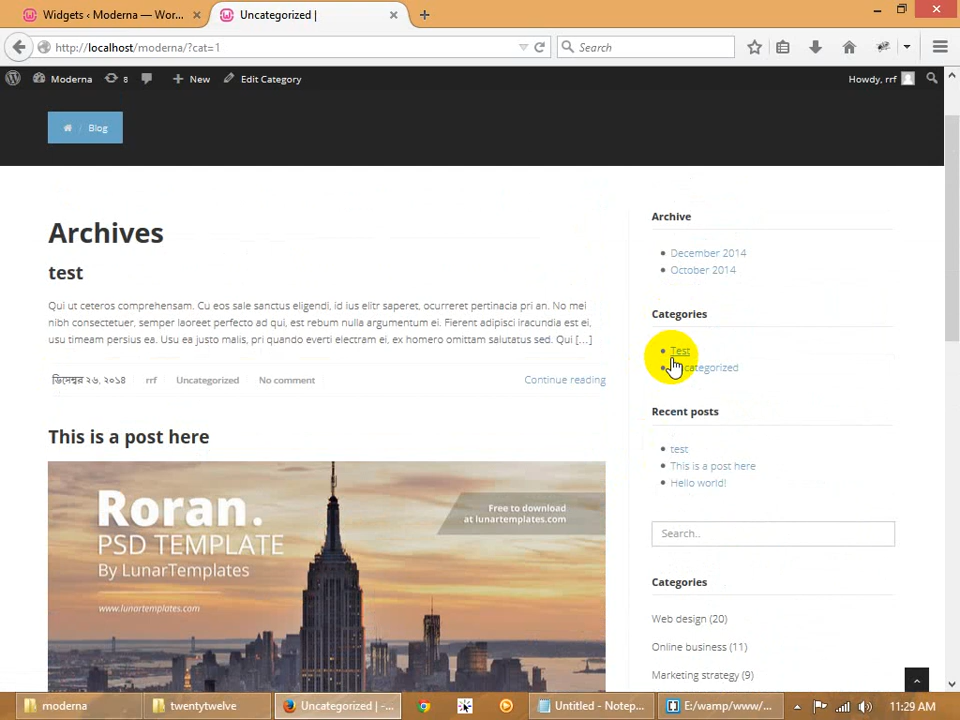 Widgets ‹ Moderna — Wor...
Uncategorized |
http://localhost/moderna/?cat=1
Search
Moderna
8
New
Edit Category
Howdy, rrf
Blog
Archives
test
Qui ut ceteros comprehensam. Cu eos sale sanctus eligendi, id ius elitr saperet, ocurreret pertinacia pri an. No mei
nibh consectetuer, semper laoreet perfecto ad qui, est rebum nulla argumentum ei. Fierent adipisci iracundia est ei,
usu timeam persius ea. Usu ea justo malis, pri quando everti electram ei, ex homero omittam salutatus sed. Qui […]
ডিসেম্বর ২৬, ২০১৪
rrf
Uncategorized
No comment
Continue reading
This is a post here
Roran.
PSD TEMPLATE
By LunarTemplates
www.lunartemplates.com
Free to download
at lunartemplates.com
Archive
December 2014
October 2014
Categories
Test
Uncategorized
Recent posts
test
This is a post here
Hello world!
Search..
Categories
Web design (20)
Online business (11)
Marketing strategy (9)
moderna
twentytwelve
Uncategorized | -...
Untitled - Notep...
E:/wamp/www/...
11:29 AM